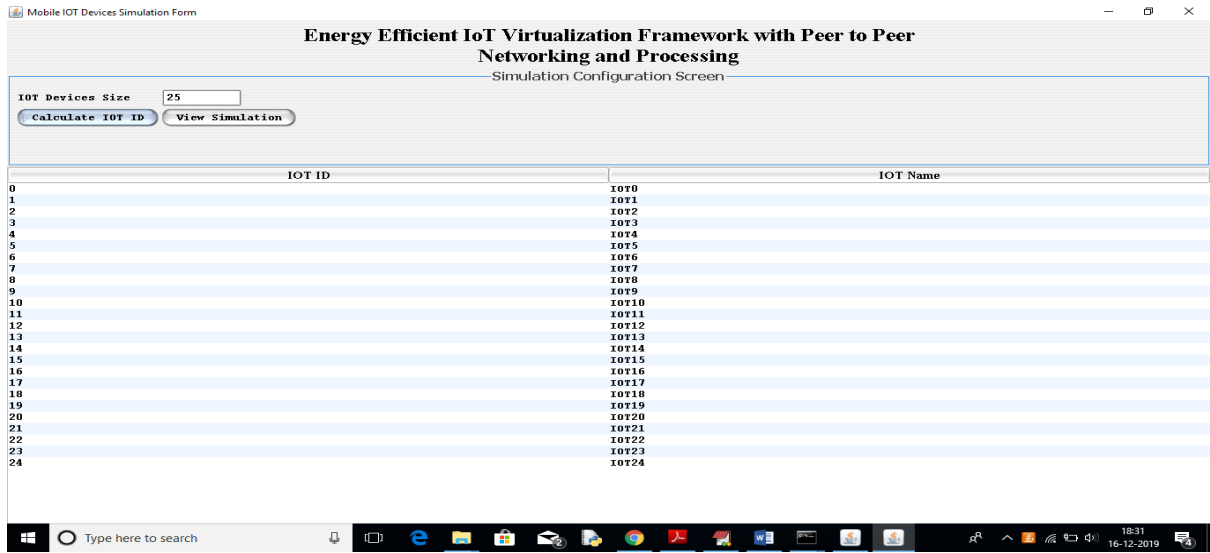 Mobile IOT Devices Simulation Form
Energy Efficient IoT Virtualization Framework with Peer to Peer
Networking and Processing
Simulation Configuration Screen
IOT Devices Size 25
Calculate IOT ID View Simulation
IOT ID IOT Name
0 IOT0
1 IOT1
2 IOT2
3 IOT3
4 IOT4
5 IOT5
6 IOT6
7 IOT7
8 IOT8
9 IOT9
10 IOT10
11 IOT11
12 IOT12
13 IOT13
14 IOT14
15 IOT15
16 IOT16
17 IOT17
18 IOT18
19 IOT19
20 IOT20
21 IOT21
22 IOT22
23 IOT23
24 IOT24
Type here to search
18:31
16-12-2019